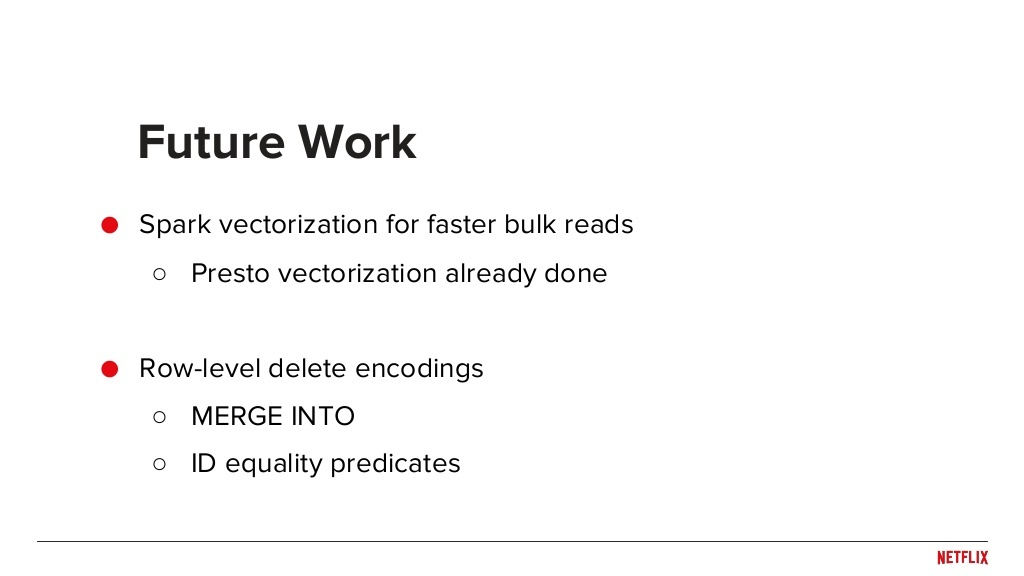 Future Work
● Spark vectorization for faster bulk reads
○ Presto vectorization already done
● Row-level delete encodings
○ MERGE INTO
○ ID equality predicates
NETFLIX